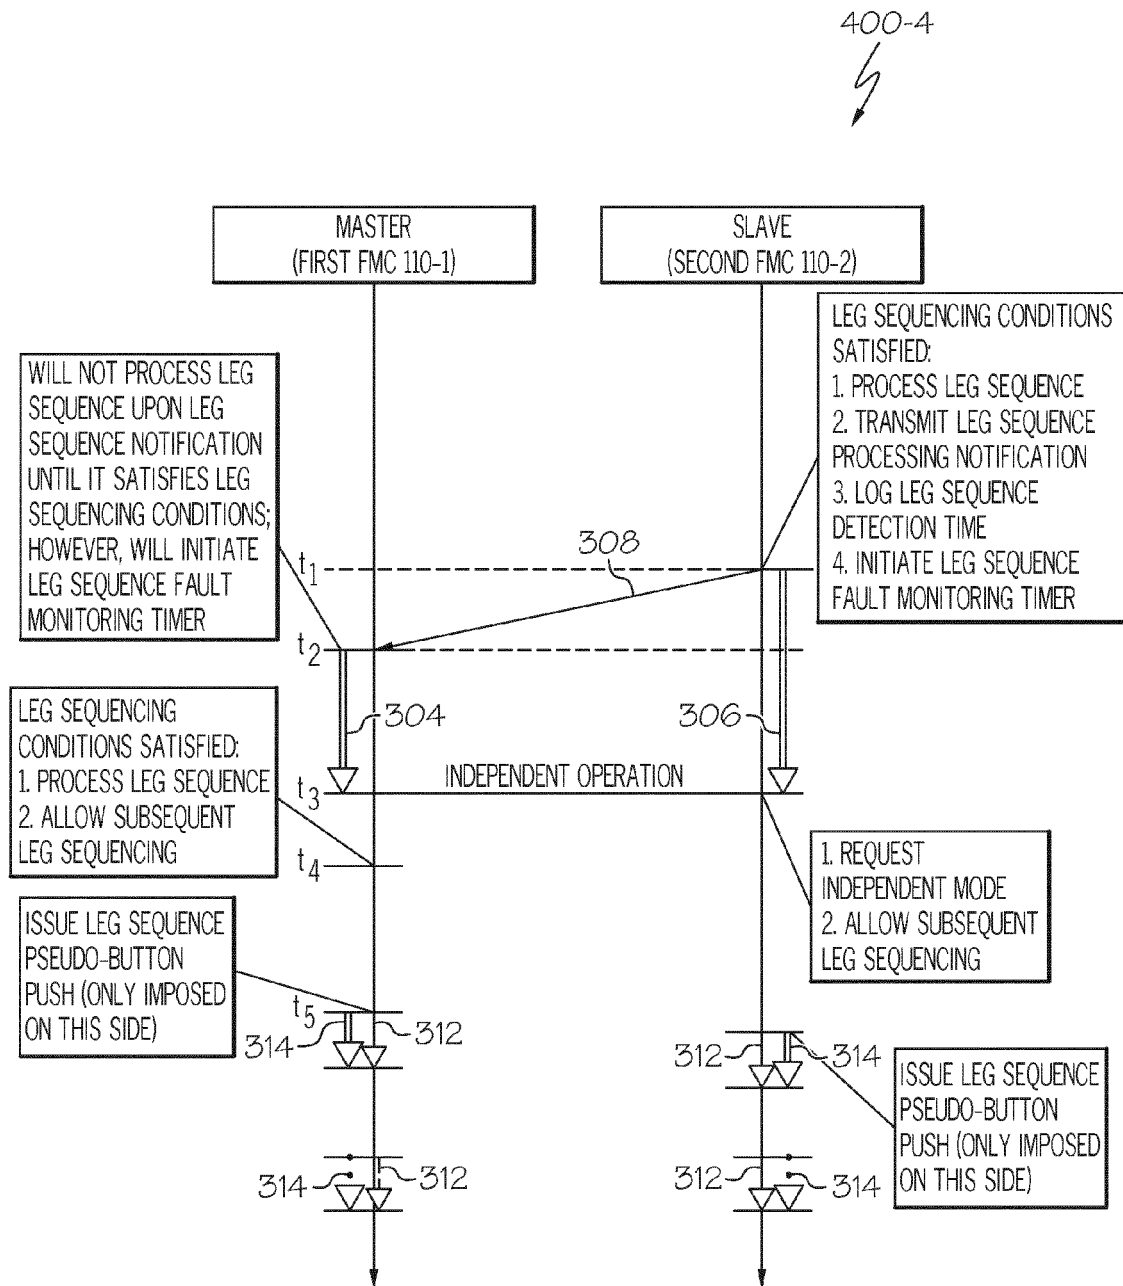 400-4
MASTER
(FIRST FMC 110-1)
SLAVE
(SECOND FMC 110-2)
LEG SEQUENCING CONDITIONS
SATISFIED:
1. PROCESS LEG SEQUENCE
2. TRANSMIT LEG SEQUENCE
PROCESSING NOTIFICATION
3. LOG LEG SEQUENCE
DETECTION TIME
4. INITIATE LEG SEQUENCE
FAULT MONITORING TIMER
WILL NOT PROCESS LEG
SEQUENCE UPON LEG
SEQUENCE NOTIFICATION
UNTIL IT SATISFIES LEG
SEQUENCING CONDITIONS;
HOWEVER, WILL INITIATE
LEG SEQUENCE FAULT
MONITORING TIMER
t1
308
t2
304
306
LEG SEQUENCING
CONDITIONS SATISFIED:
1. PROCESS LEG SEQUENCE
2. ALLOW SUBSEQUENT
LEG SEQUENCING
INDEPENDENT OPERATION
t3
t4
1. REQUEST
INDEPENDENT MODE
2. ALLOW SUBSEQUENT
LEG SEQUENCING
ISSUE LEG SEQUENCE
PSEUDO-BUTTON
PUSH (ONLY IMPOSED
ON THIS SIDE)
t5
314
312
312
314
ISSUE LEG SEQUENCE
PSEUDO-BUTTON
PUSH (ONLY IMPOSED
ON THIS SIDE)
314
312
312
314